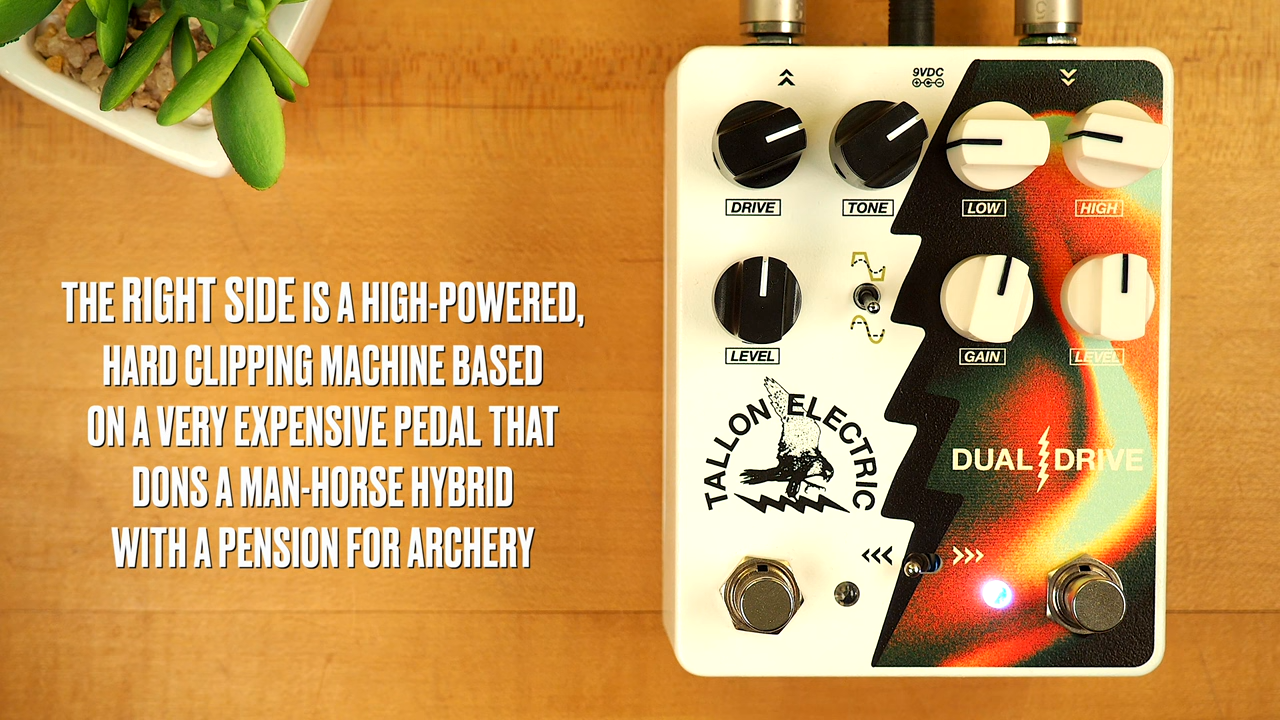 THE RIGHT SIDE IS A HIGH-POWERED,
HARD CLIPPING MACHINE BASED
ON A VERY EXPENSIVE PEDAL THAT
DONS A MAN-HORSE HYBRID
WITH A PENSION FOR ARCHERY
9VDC
DRIVE
TONE
LOW
HIGH
LEVEL
GAIN
LEVEL
TALLON ELECTRIC
DUAL DRIVE